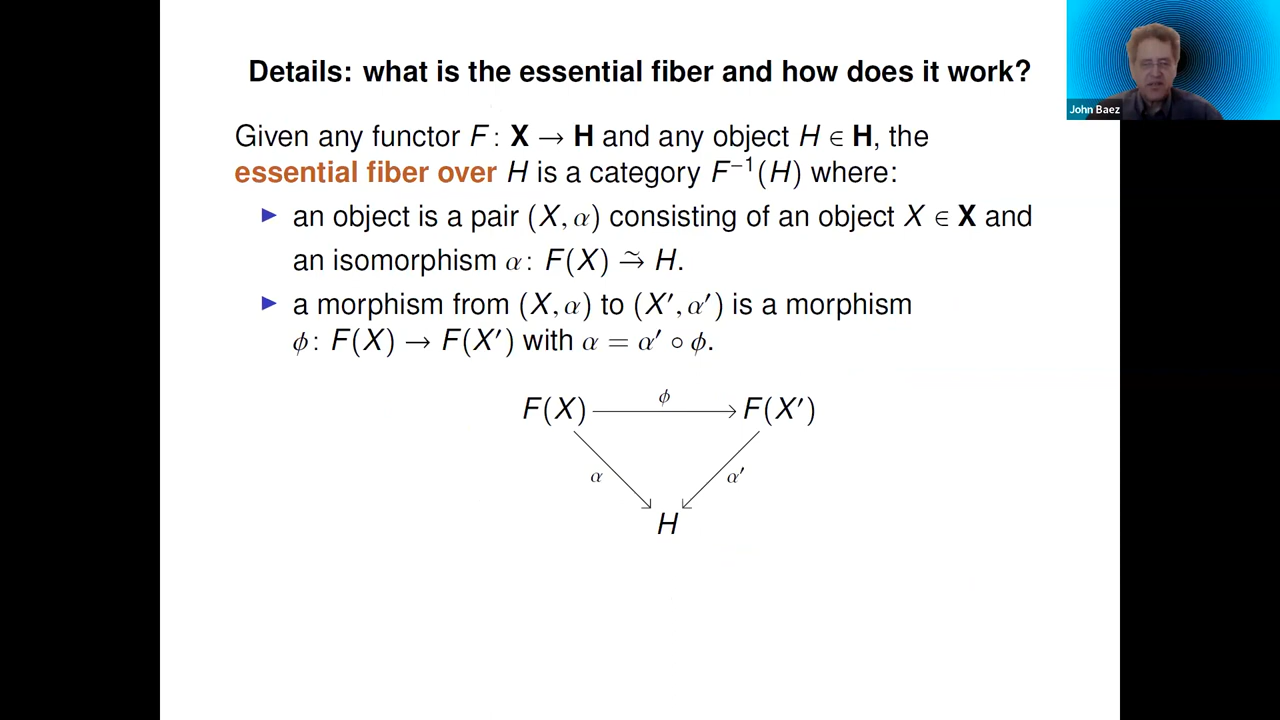 Details: what is the essential fiber and how does it work?
John Baez
Given any functor F: X → H and any object H ∈ H, the
essential fiber over H is a category F⁻¹(H) where:
▶ an object is a pair (X, α) consisting of an object X ∈ X and
an isomorphism α: F(X) ⥲ H.
▶ a morphism from (X, α) to (X′, α′) is a morphism
ϕ: F(X) → F(X′) with α = α′ ∘ ϕ.
ϕ
F(X) F(X′)
α α′
H